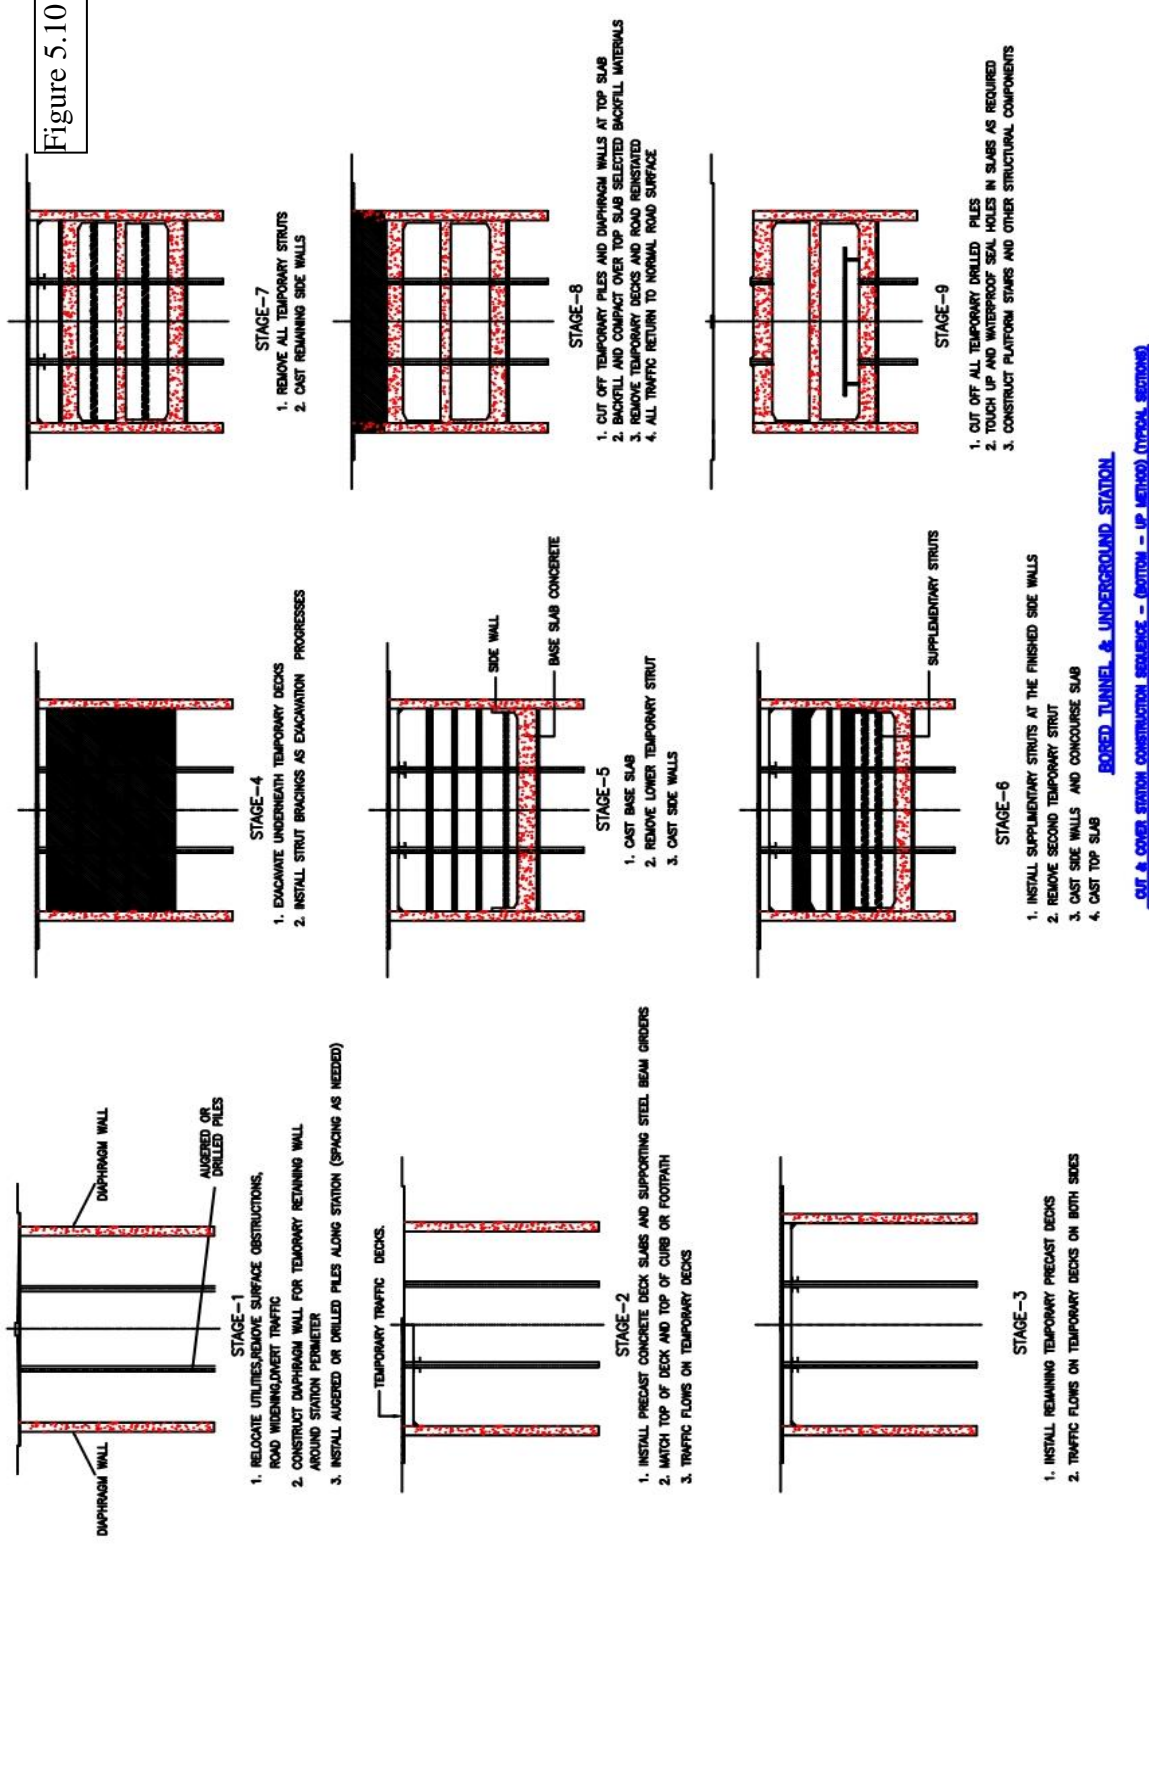 Figure 5.10
DIAPHRAGM WALL
DIAPHRAGM WALL
AUGERED OR
DRILLED PILES
STAGE-1
1. RELOCATE UTILITIES,REMOVE SURFACE OBSTRUCTIONS,
ROAD WIDENING,DIVERT TRAFFIC
2. CONSTRUCT DIAPHRAGM WALL FOR TEMORARY RETAINING WALL
AROUND STATION PERIMETER
3. INSTALL AUGERED OR DRILLED PILES ALONG STATION (SPACING AS NEEDED)
TEMPORARY TRAFFIC DECKS.
STAGE-2
1. INSTALL PRECAST CONCRETE DECK SLABS AND SUPPORTING STEEL BEAM GIRDERS
2. MATCH TOP OF DECK AND TOP OF CURB OR FOOTPATH
3. TRAFFIC FLOWS ON TEMPORARY DECKS
STAGE-3
1. INSTALL REMAINING TEMPORARY PRECAST DECKS
2. TRAFFIC FLOWS ON TEMPORARY DECKS ON BOTH SIDES
STAGE-4
1. EXACAVATE UNDERNEATH TEMPORARY DECKS
2. INSTALL STRUT BRACINGS AS EXACAVATION PROGRESSES
SIDE WALL
BASE SLAB CONCERETE
STAGE-5
1. CAST BASE SLAB
2. REMOVE LOWER TEMPORARY STRUT
3. CAST SIDE WALLS
SUPPLEMENTARY STRUTS
STAGE-6
1. INSTALL SUPPLIMENTARY STRUTS AT THE FINISHED SIDE WALLS
2. REMOVE SECOND TEMPORARY STRUT
3. CAST SIDE WALLS AND CONCOURSE SLAB
4. CAST TOP SLAB
STAGE-7
1. REMOVE ALL TEMPORARY STRUTS
2. CAST REMAINING SIDE WALLS
STAGE-8
1. CUT OFF TEMPORARY PILES AND DIAPHRAGM WALLS AT TOP SLAB
2. BACKFILL AND COMPACT OVER TOP SLAB SELECTED BACKFILL MATERIALS
3. REMOVE TEMPORARY DECKS AND ROAD REINSTATED
4. ALL TRAFFIC RETURN TO NORMAL ROAD SURFACE
STAGE-9
1. CUT OFF ALL TEMPORARY DRILLED PILES
2. TOUCH UP AND WATERPROOF SEAL HOLES IN SLABS AS REQUIRED
3. CONSTRUCT PLATFORM STAIRS AND OTHER STRUCTURAL COMPONENTS
BORED TUNNEL & UNDERGROUND STATION
CUT & COVER STATION CONSTRUCTION SEQUENCE - (BOTTOM - UP METHOD) (TYPICAL SECTIONS)